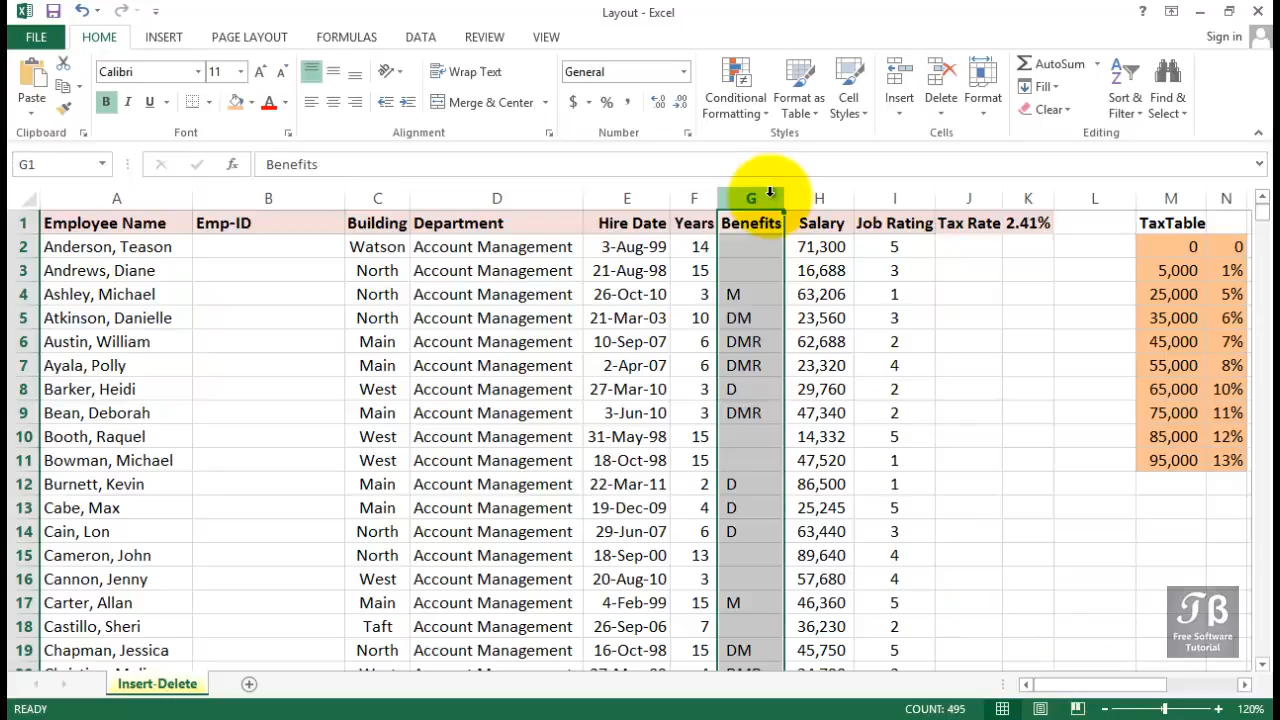 Layout - Excel
?
FILE HOME INSERT PAGE LAYOUT FORMULAS DATA REVIEW VIEW Sign in
Paste Calibri 11 A A Wrap Text General Conditional Formatting Format as Table Cell Styles Insert Delete Format AutoSum Fill Clear Sort & Filter Find & Select
B I U A Merge & Center $ % ,
Clipboard Font Alignment Number Styles Cells Editing
G1 fx Benefits
A B C D E F G H I J K L M N
1 Employee Name Emp-ID Building Department Hire Date Years Benefits Salary Job Rating Tax Rate 2.41% TaxTable
2 Anderson, Teason Watson Account Management 3-Aug-99 14 71,300 5 0 0
3 Andrews, Diane North Account Management 21-Aug-98 15 16,688 3 5,000 1%
4 Ashley, Michael North Account Management 26-Oct-10 3 M 63,206 1 25,000 5%
5 Atkinson, Danielle North Account Management 21-Mar-03 10 DM 23,560 3 35,000 6%
6 Austin, William Main Account Management 10-Sep-07 6 DMR 62,688 2 45,000 7%
7 Ayala, Polly Main Account Management 2-Apr-07 6 DMR 23,320 4 55,000 8%
8 Barker, Heidi West Account Management 27-Mar-10 3 D 29,760 2 65,000 10%
9 Bean, Deborah Main Account Management 3-Jun-10 3 DMR 47,340 2 75,000 11%
10 Booth, Raquel West Account Management 31-May-98 15 14,332 5 85,000 12%
11 Bowman, Michael West Account Management 18-Oct-98 15 47,520 1 95,000 13%
12 Burnett, Kevin West Account Management 22-Mar-11 2 D 86,500 1
13 Cabe, Max West Account Management 19-Dec-09 4 D 25,245 5
14 Cain, Lon North Account Management 29-Jun-07 6 D 63,440 3
15 Cameron, John North Account Management 18-Sep-00 13 89,640 4
16 Cannon, Jenny West Account Management 20-Aug-10 3 57,680 4
17 Carter, Allan Main Account Management 4-Feb-99 15 M 46,360 5
18 Castillo, Sheri Taft Account Management 26-Sep-06 7 36,230 2
19 Chapman, Jessica North Account Management 16-Oct-98 15 DM 45,750 5
Tβ
Free Software
Tutorial
Insert-Delete
READY COUNT: 495 120%